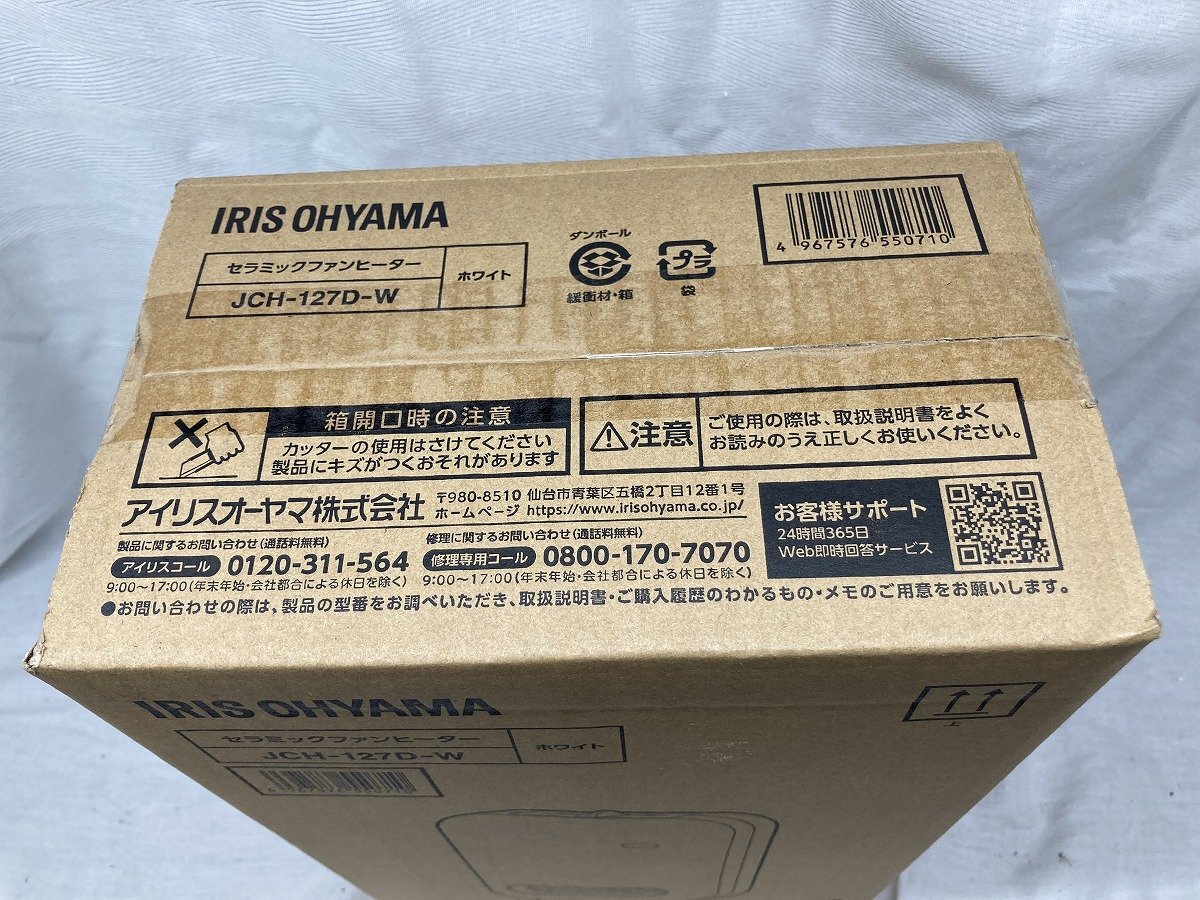 IRIS OHYAMA
セラミックファンヒーター
JCH-127D-W
ホワイト
ダンボール
緩衝材・箱
プラ
袋
4 967576 550710
箱開口時の注意
カッターの使用はさけてください
製品にキズがつくおそれがあります
注意
ご使用の際は、取扱説明書をよく
お読みのうえ正しくお使いください。
アイリスオーヤマ株式会社
〒980-8510 仙台市青葉区五橋2丁目12番1号
ホームページ https://www.irisohyama.co.jp/
製品に関するお問い合わせ(通話料無料)
アイリスコール 0120-311-564
9:00〜17:00(年末年始・会社都合による休日を除く)
修理に関するお問い合わせ(通話料無料)
修理専用コール 0800-170-7070
9:00〜17:00(年末年始・会社都合による休日を除く)
お客様サポート
24時間365日
Web即時回答サービス
●お問い合わせの際は、製品の型番をお調べいただき、取扱説明書・ご購入履歴のわかるもの・メモのご用意をお願いします。
IRIS OHYAMA
セラミックファンヒーター
JCH-127D-W
ホワイト
上